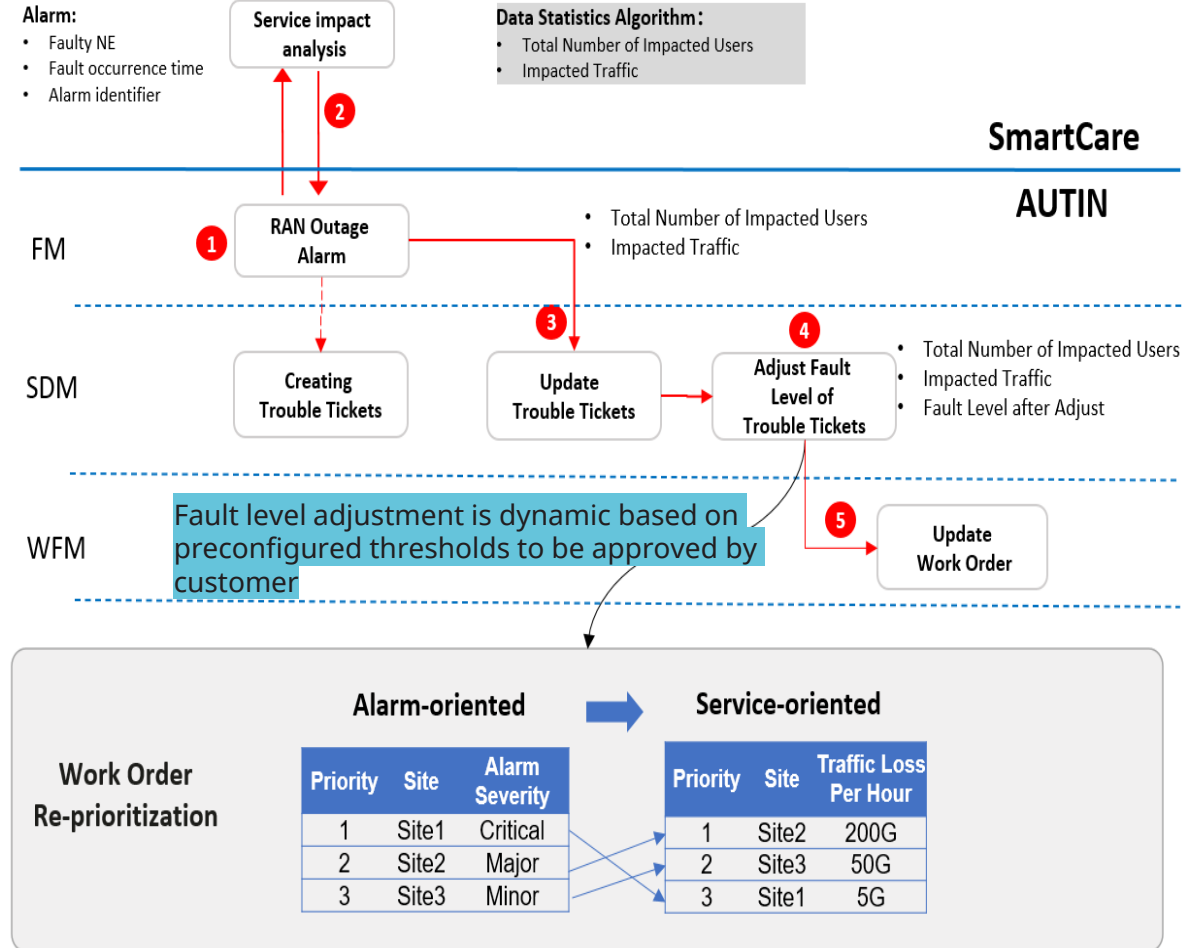 Alarm:
• Faulty NE
• Fault occurrence time
• Alarm identifier
Service impact
analysis
Data Statistics Algorithm：
• Total Number of Impacted Users
• Impacted Traffic
2
SmartCare
AUTIN
FM
1
RAN Outage
Alarm
• Total Number of Impacted Users
• Impacted Traffic
SDM
Creating
Trouble Tickets
3
Update
Trouble Tickets
4
Adjust Fault
Level of
Trouble Tickets
• Total Number of Impacted Users
• Impacted Traffic
• Fault Level after Adjust
WFM
Fault level adjustment is dynamic based on
preconfigured thresholds to be approved by
customer
5
Update
Work Order
Work Order
Re-prioritization
Alarm-oriented
Service-oriented
Priority Site Alarm
Severity
1 Site1 Critical
2 Site2 Major
3 Site3 Minor
Priority Site Traffic Loss
Per Hour
1 Site2 200G
2 Site3 50G
3 Site1 5G